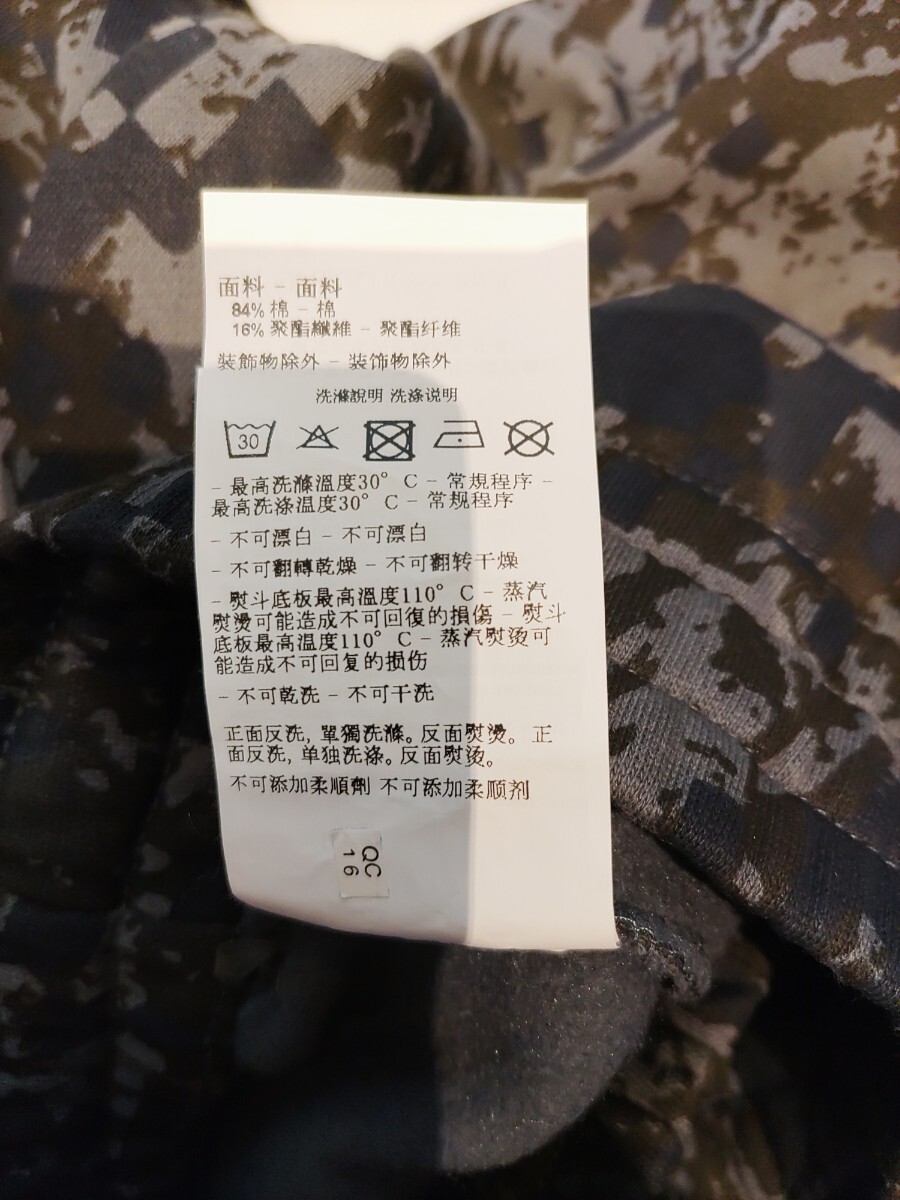 面料 - 面料
84% 棉 - 棉
16% 聚酯纖維 - 聚酯纤维
裝飾物除外 - 装饰物除外
洗滌說明 洗涤说明
30
- 最高洗滌溫度30° C - 常規程序 -
最高洗涤温度30° C - 常規程序
- 不可漂白 - 不可漂白
- 不可翻轉乾燥 - 不可翻转干燥
- 熨斗底板最高溫度110° C - 蒸汽
熨燙可能造成不可回復的損傷 - 熨斗
底板最高温度110° C - 蒸汽熨烫可
能造成不可回复的损伤
- 不可乾洗 - 不可干洗
正面反洗, 單獨洗滌。反面熨燙。 正
面反洗, 单独洗涤。反面熨烫。
不可添加柔順劑 不可添加柔顺剂
QC
16